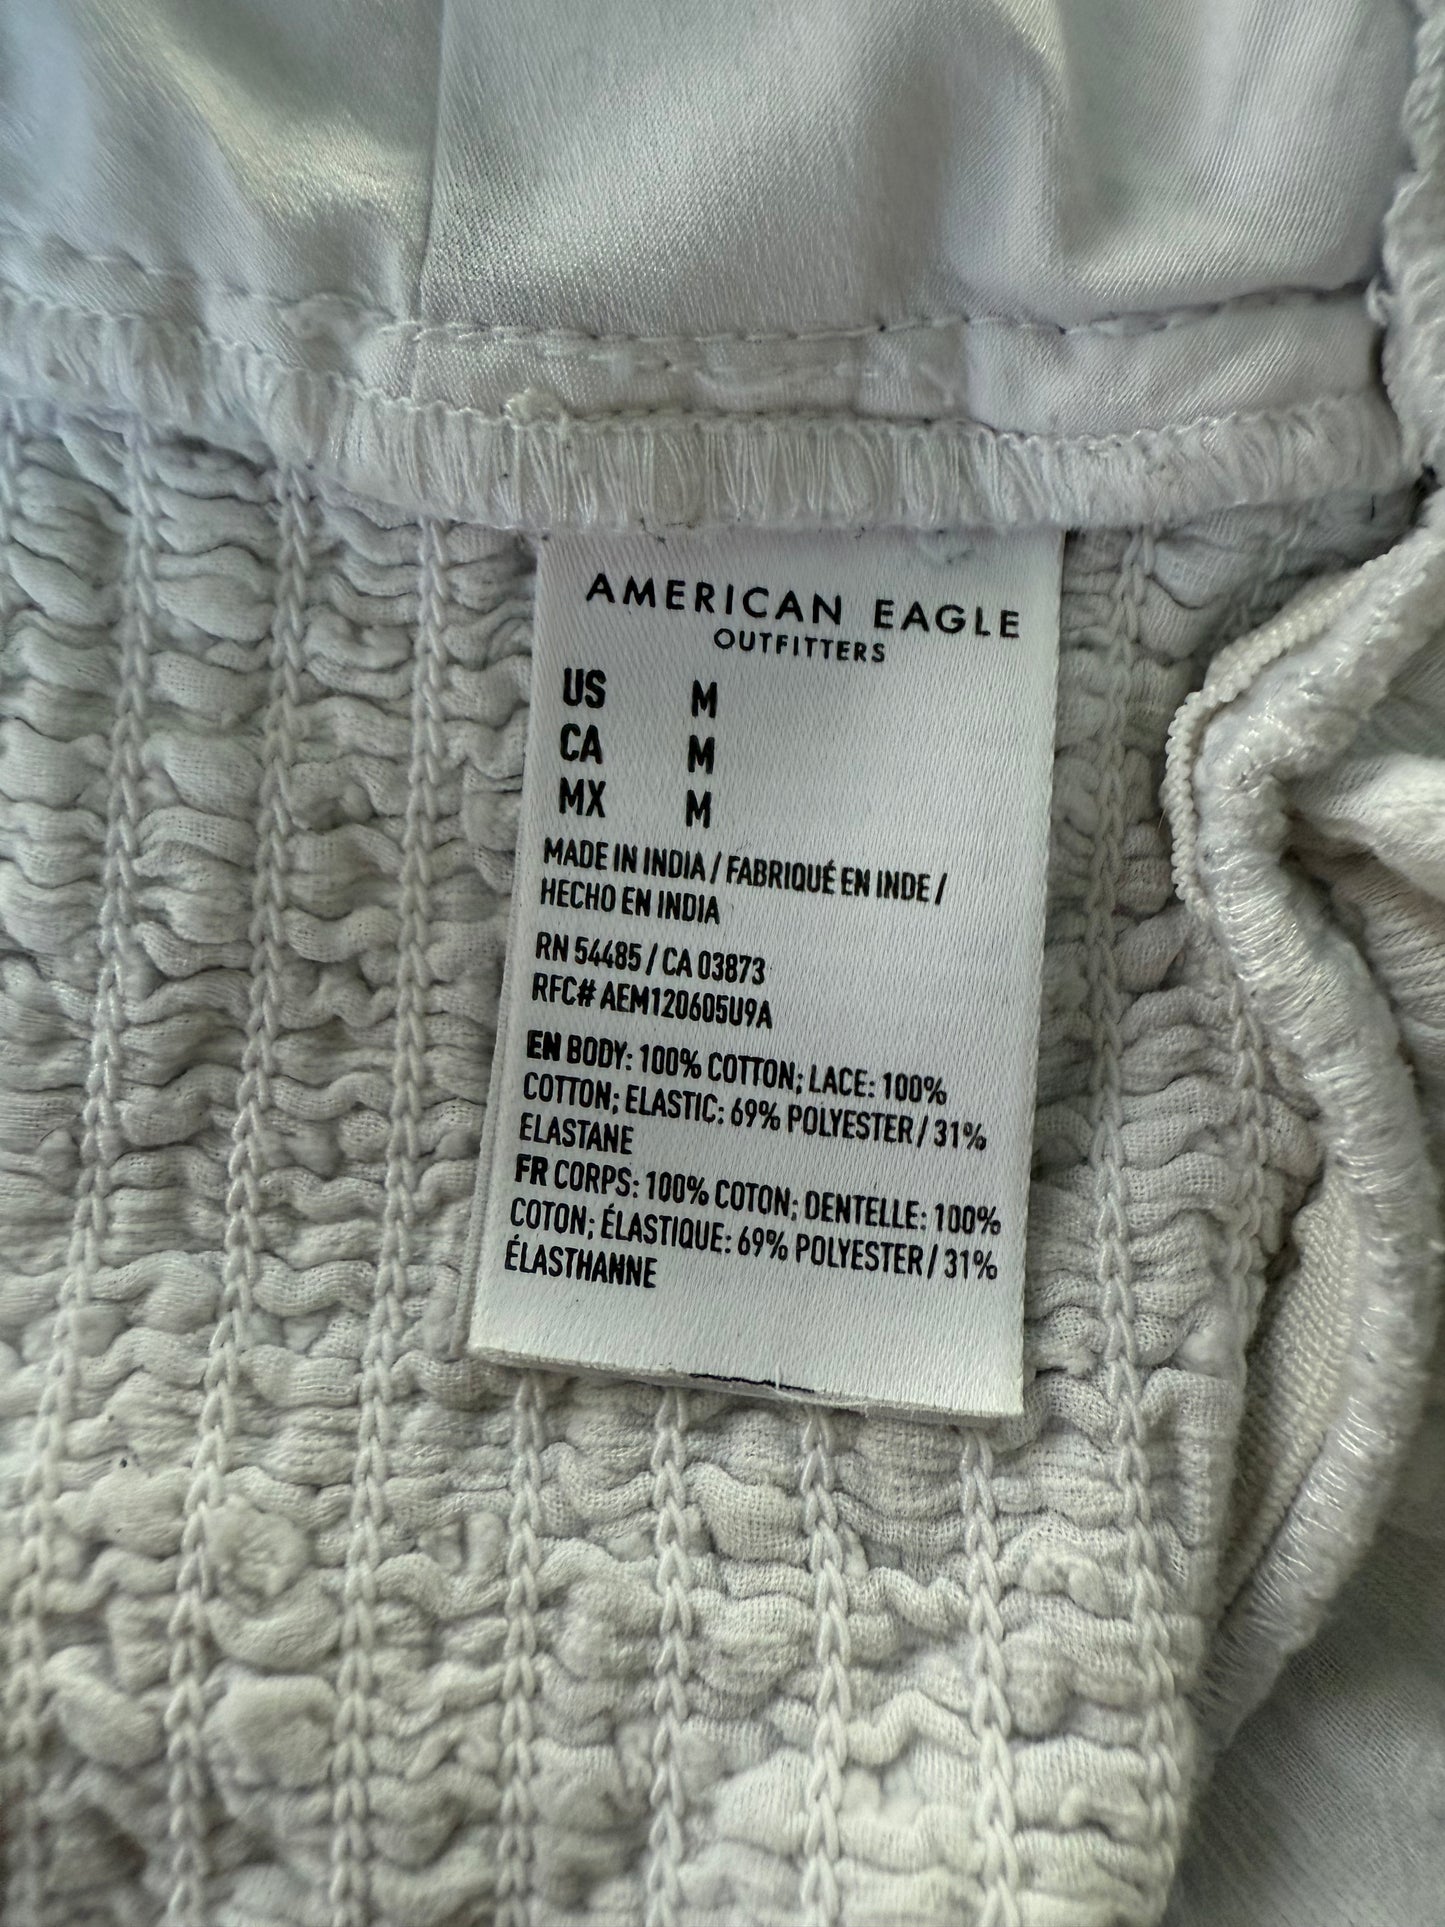 AMERICAN EAGLE
OUTFITTERS
US M
CA M
MX M
MADE IN INDIA / FABRIQUÉ EN INDE /
HECHO EN INDIA
RN 54485 / CA 03873
RFC# AEM120605U9A
EN BODY: 100% COTTON; LACE: 100%
COTTON; ELASTIC: 69% POLYESTER / 31%
ELASTANE
FR CORPS: 100% COTON; DENTELLE: 100%
COTON; ÉLASTIQUE: 69% POLYESTER / 31%
ÉLASTHANNE